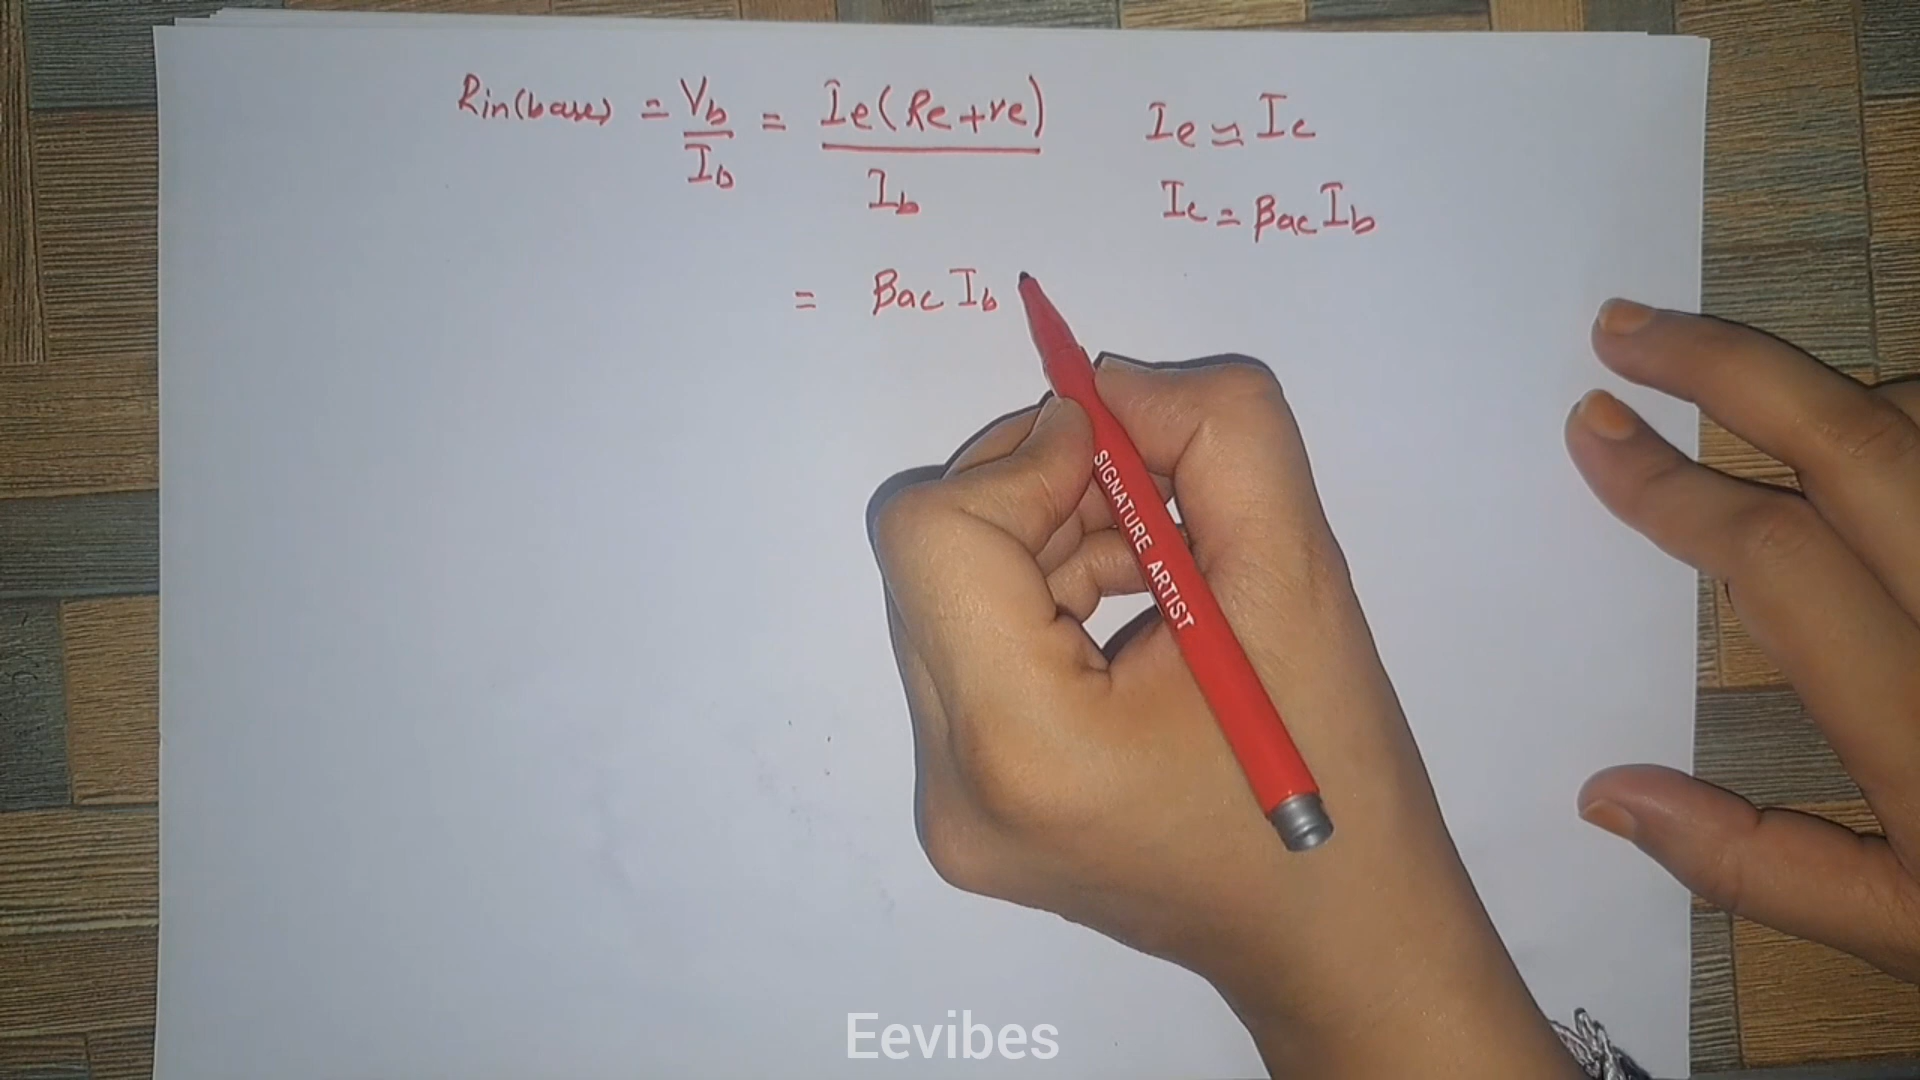 Rin(base) = Vb/Ib = Ie(Re+re)/Ib
Ie ≈ Ic
Ic = βac Ib
= βac Ib
SIGNATURE ARTIST
Eevibes